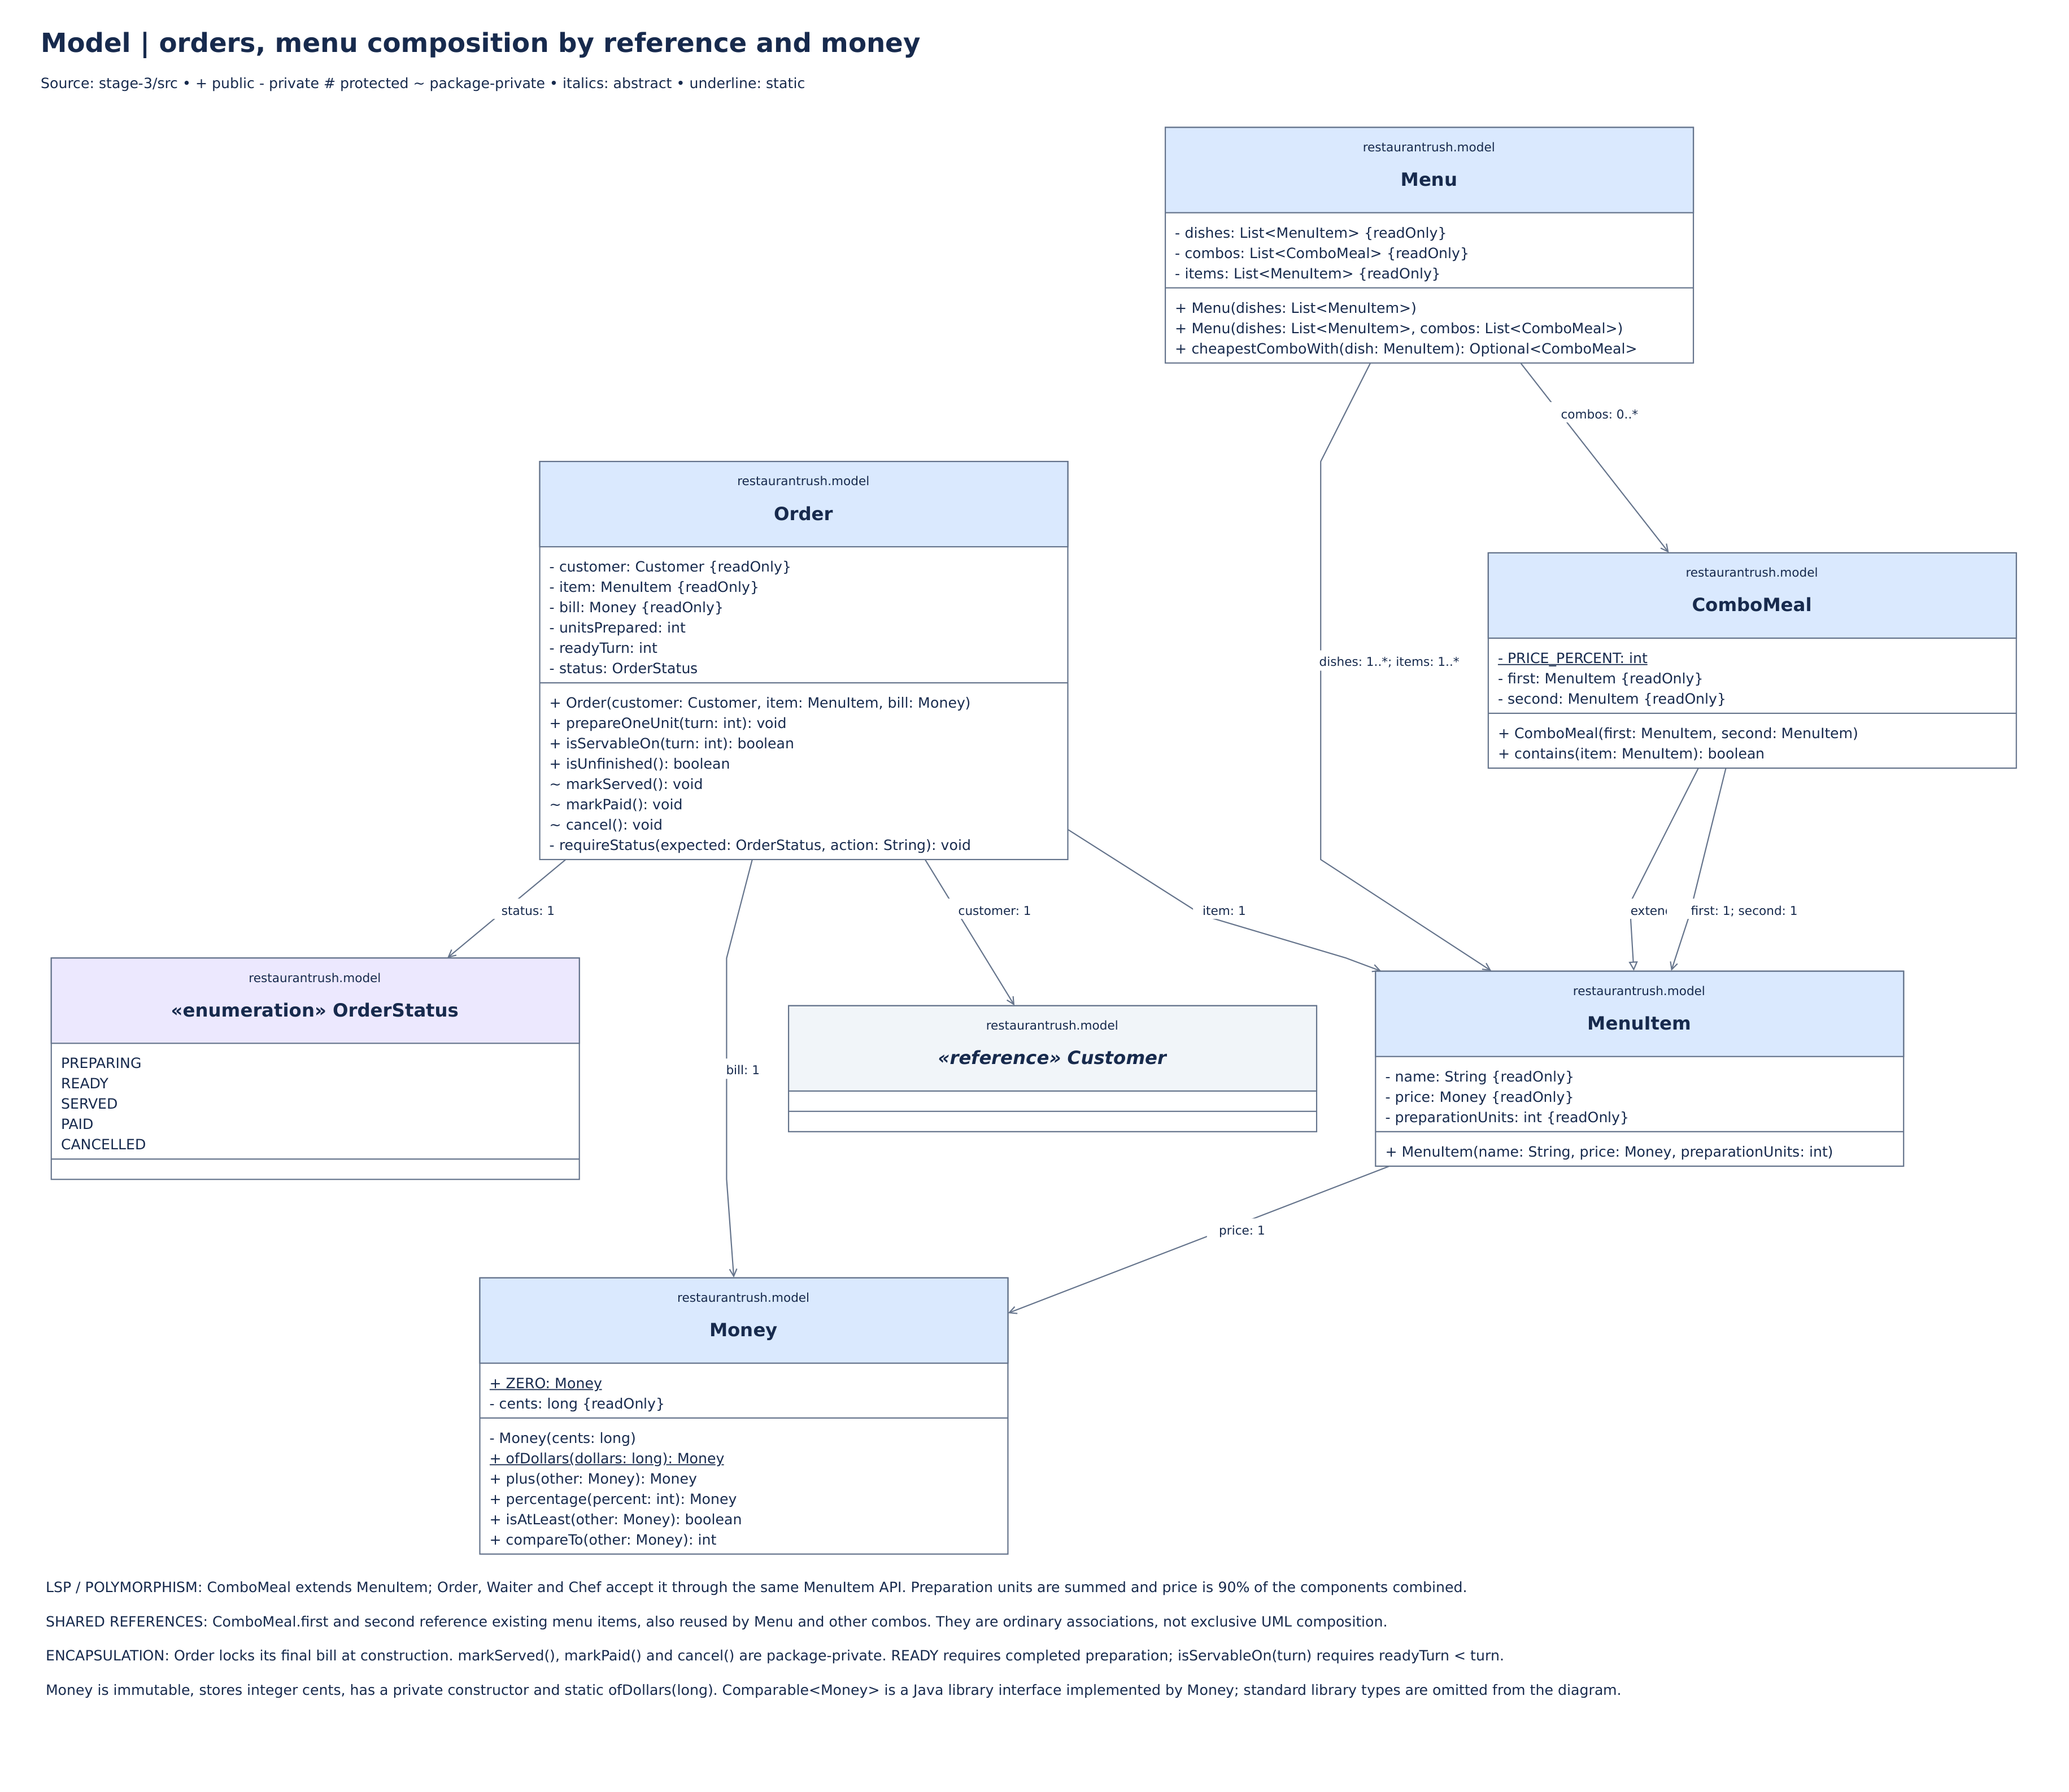 Model | orders, menu composition by reference and money
Source: stage-3/src • + public - private # protected ~ package-private • italics: abstract • underline: static
restaurantrush.model
Menu
- dishes: List<MenuItem> {readOnly}
- combos: List<ComboMeal> {readOnly}
- items: List<MenuItem> {readOnly}
+ Menu(dishes: List<MenuItem>)
+ Menu(dishes: List<MenuItem>, combos: List<ComboMeal>)
+ cheapestComboWith(dish: MenuItem): Optional<ComboMeal>
combos: 0..*
restaurantrush.model
Order
- customer: Customer {readOnly}
- item: MenuItem {readOnly}
- bill: Money {readOnly}
- unitsPrepared: int
- readyTurn: int
- status: OrderStatus
+ Order(customer: Customer, item: MenuItem, bill: Money)
+ prepareOneUnit(turn: int): void
+ isServableOn(turn: int): boolean
+ isUnfinished(): boolean
~ markServed(): void
~ markPaid(): void
~ cancel(): void
- requireStatus(expected: OrderStatus, action: String): void
dishes: 1..*; items: 1..*
restaurantrush.model
ComboMeal
- PRICE_PERCENT: int
- first: MenuItem {readOnly}
- second: MenuItem {readOnly}
+ ComboMeal(first: MenuItem, second: MenuItem)
+ contains(item: MenuItem): boolean
status: 1
customer: 1
item: 1
first: 1; second: 1
restaurantrush.model
«enumeration» OrderStatus
PREPARING
READY
SERVED
PAID
CANCELLED
bill: 1
restaurantrush.model
«reference» Customer
restaurantrush.model
MenuItem
- name: String {readOnly}
- price: Money {readOnly}
- preparationUnits: int {readOnly}
+ MenuItem(name: String, price: Money, preparationUnits: int)
price: 1
restaurantrush.model
Money
+ ZERO: Money
- cents: long {readOnly}
- Money(cents: long)
+ ofDollars(dollars: long): Money
+ plus(other: Money): Money
+ percentage(percent: int): Money
+ isAtLeast(other: Money): boolean
+ compareTo(other: Money): int
LSP / POLYMORPHISM: ComboMeal extends MenuItem; Order, Waiter and Chef accept it through the same MenuItem API. Preparation units are summed and price is 90% of the components combined.
SHARED REFERENCES: ComboMeal.first and second reference existing menu items, also reused by Menu and other combos. They are ordinary associations, not exclusive UML composition.
ENCAPSULATION: Order locks its final bill at construction. markServed(), markPaid() and cancel() are package-private. READY requires completed preparation; isServableOn(turn) requires readyTurn < turn.
Money is immutable, stores integer cents, has a private constructor and static ofDollars(long). Comparable<Money> is a Java library interface implemented by Money; standard library types are omitted from the diagram.